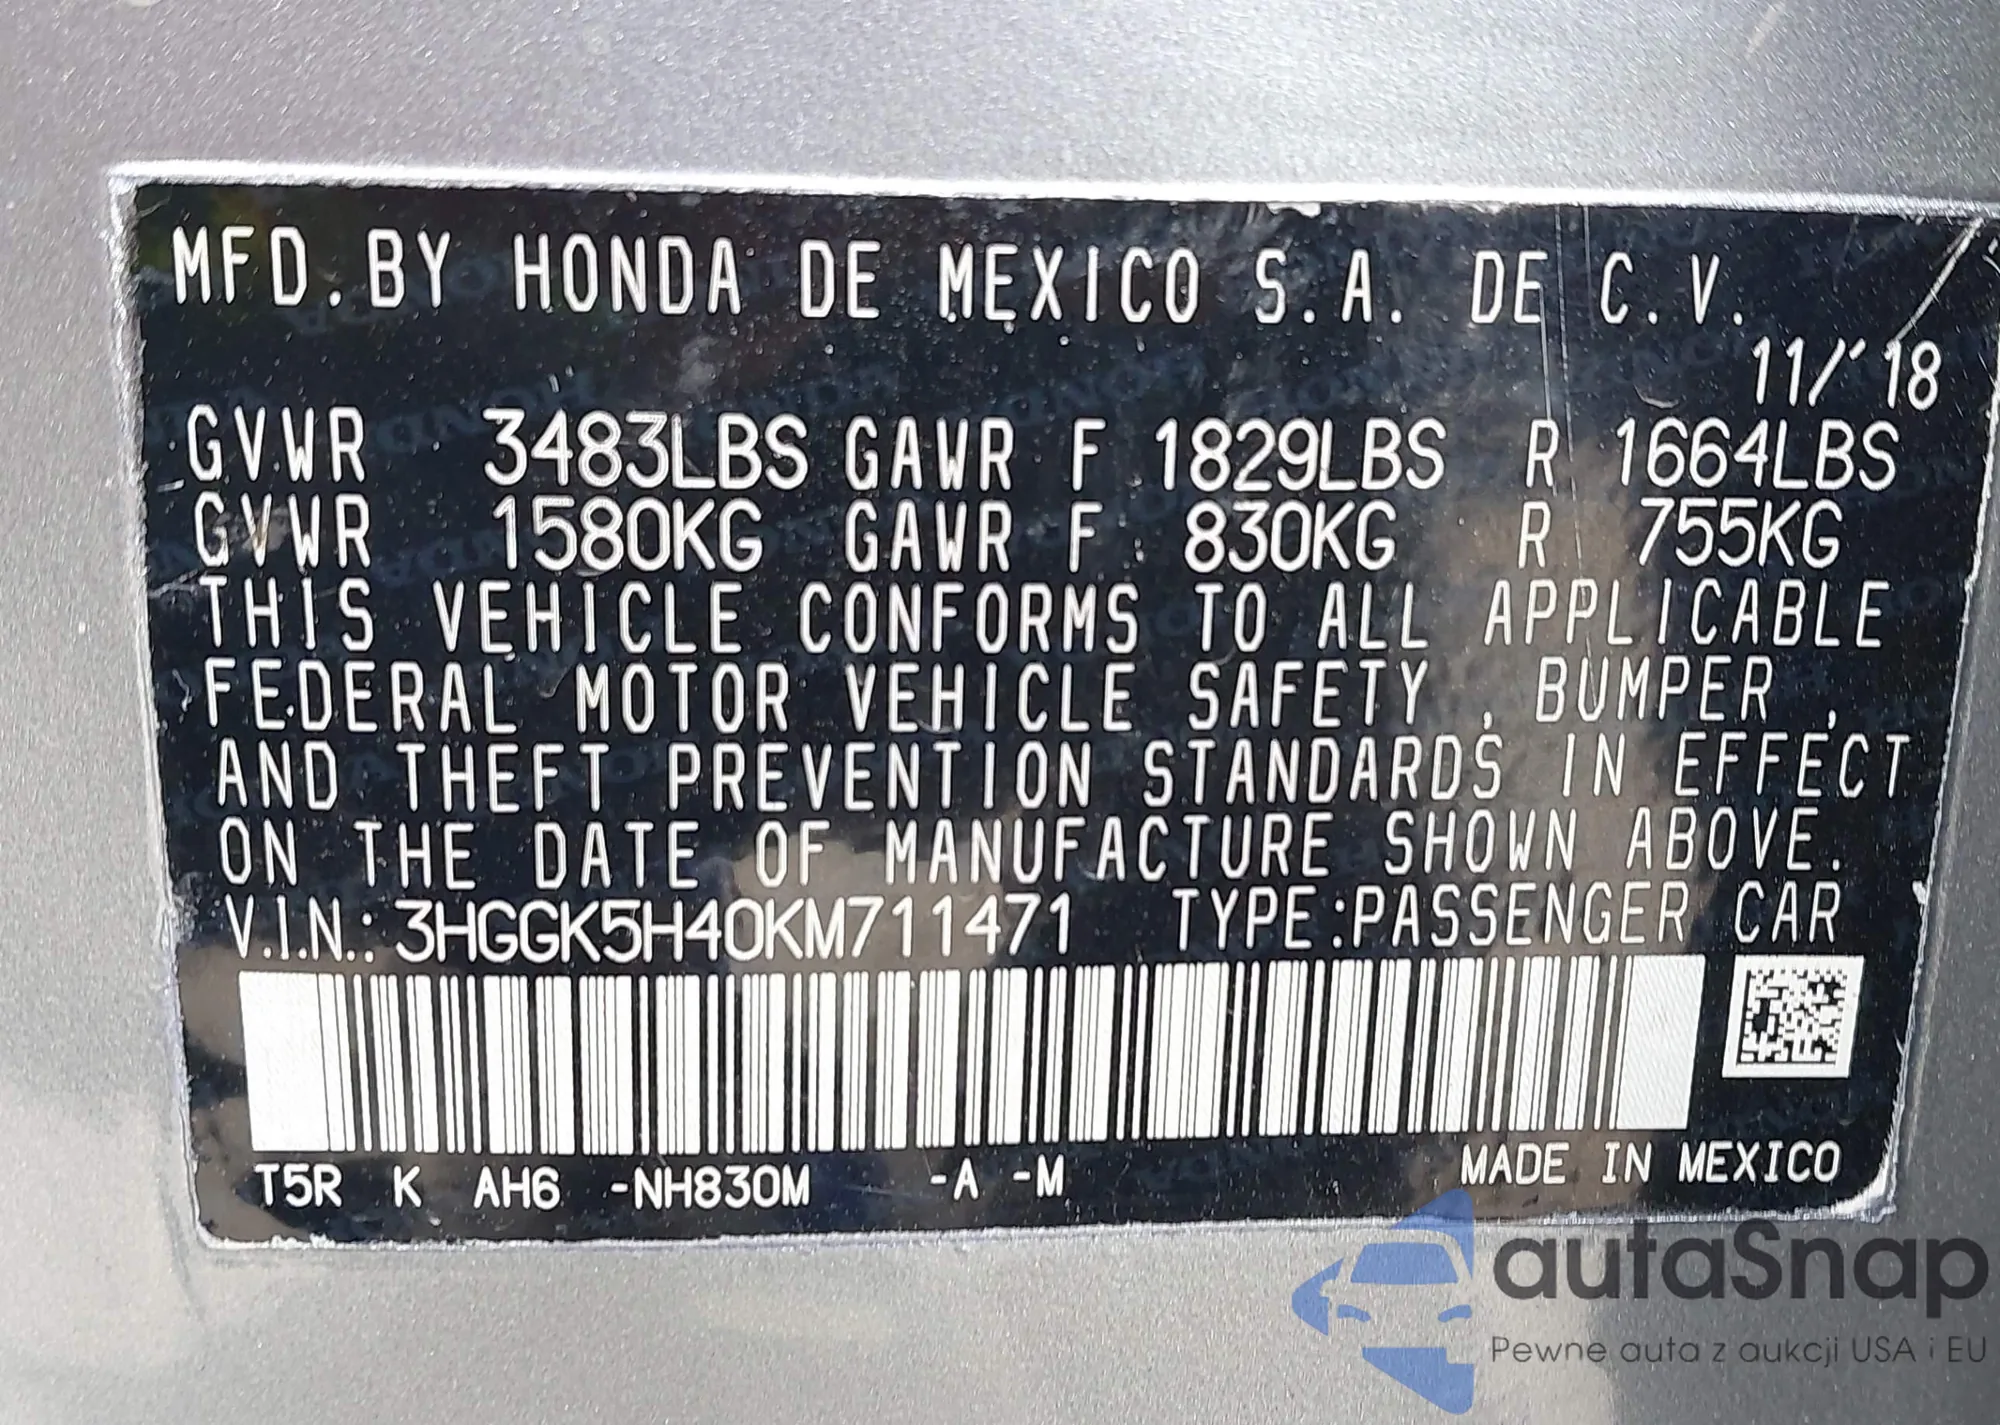 MFD. BY HONDA DE MEXICO S.A. DE C.V.
11/'18
GVWR 3483LBS GAWR F 1829LBS R 1664LBS
GVWR 1580KG GAWR F 830KG R 755KG
THIS VEHICLE CONFORMS TO ALL APPLICABLE
FEDERAL MOTOR VEHICLE SAFETY , BUMPER ,
AND THEFT PREVENTION STANDARDS IN EFFECT
ON THE DATE OF MANUFACTURE SHOWN ABOVE.
V.I.N.: 3HGGK5H40KM711471 TYPE:PASSENGER CAR
T5R K AH6 -NH830M -A -M MADE IN MEXICO
autaSnap
Pewne auta z aukcji USA i EU